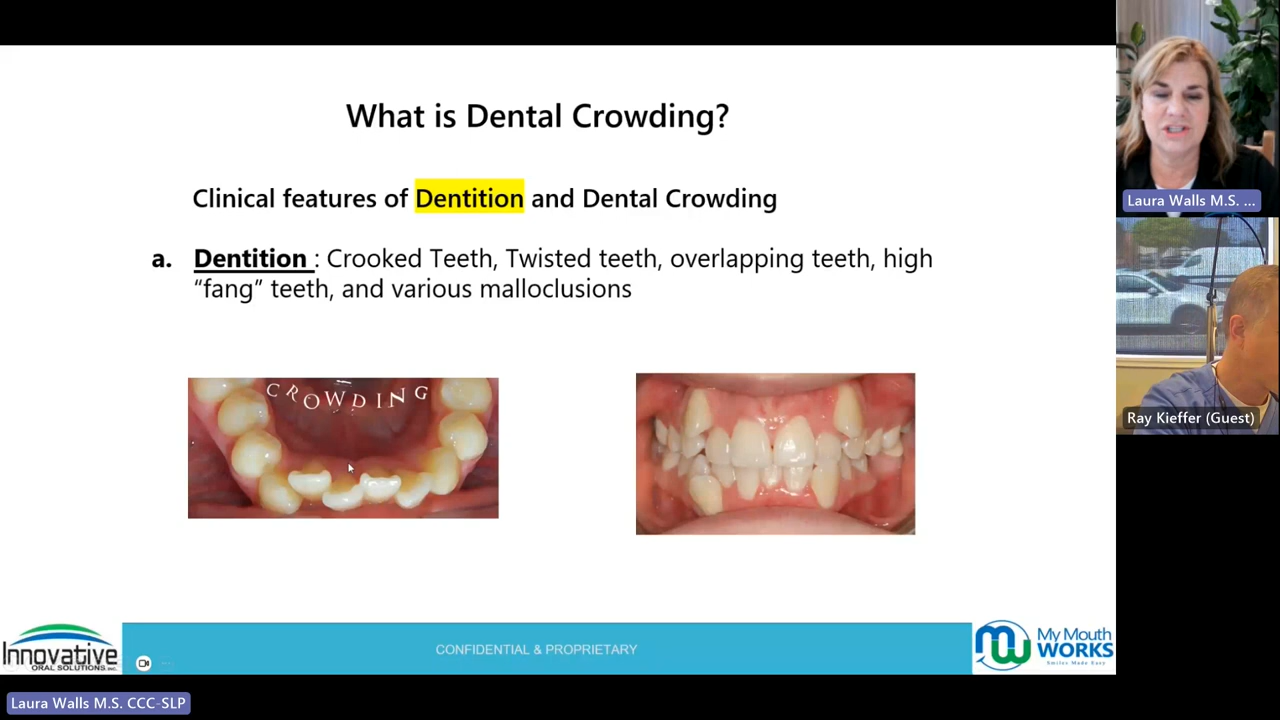 What is Dental Crowding?
Clinical features of Dentition and Dental Crowding
a. Dentition : Crooked Teeth, Twisted teeth, overlapping teeth, high
“fang” teeth, and various malloclusions
CROWDING
Innovative
ORAL SOLUTIONS, INC.
CONFIDENTIAL & PROPRIETARY
My Mouth
WORKS
Smiles Made Easy
Laura Walls M.S. ...
Ray Kieffer (Guest)
Laura Walls M.S. CCC-SLP